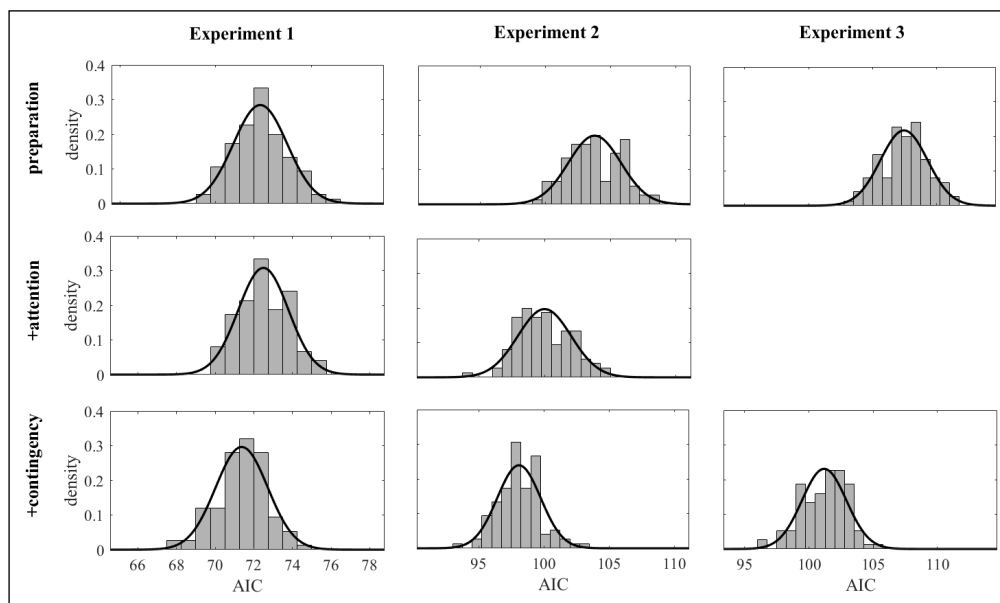 Experiment 1 Experiment 2 Experiment 3
preparation
density
0.4
0.3
0.2
0.1
0
+attention
density
0.4
0.3
0.2
0.1
0
+contingency
density
0.4
0.3
0.2
0.1
0
66 68 70 72 74 76 78
95 100 105 110
95 100 105 110
AIC AIC AIC